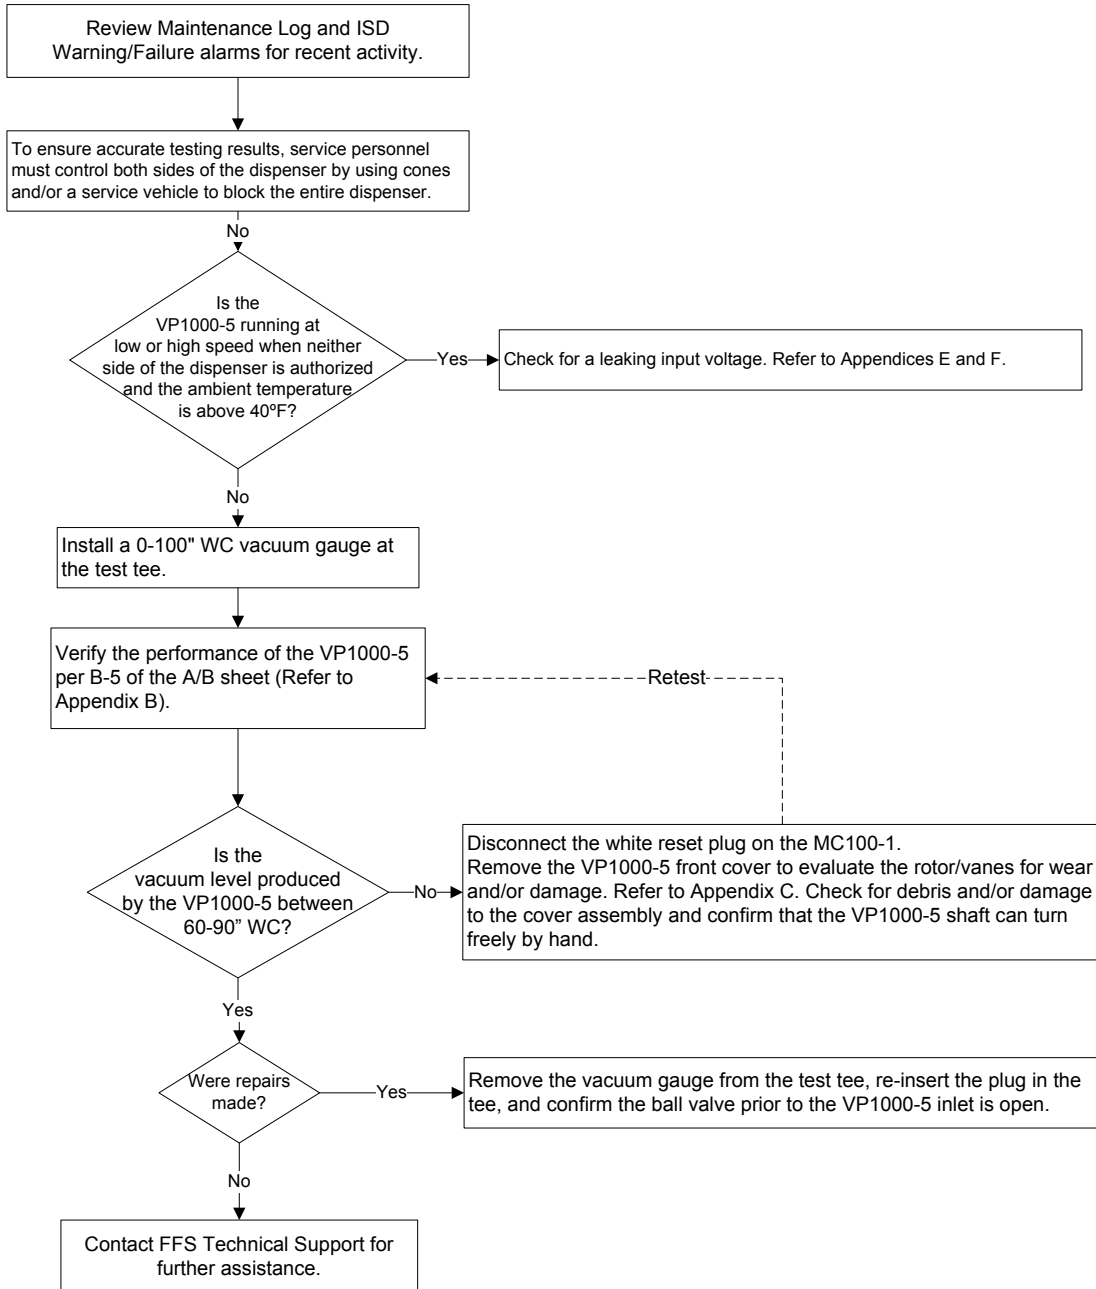 Review Maintenance Log and ISD
Warning/Failure alarms for recent activity.
To ensure accurate testing results, service personnel
must control both sides of the dispenser by using cones
and/or a service vehicle to block the entire dispenser.
No
Is the
VP1000-5 running at
low or high speed when neither
side of the dispenser is authorized
and the ambient temperature
is above 40ºF?
Yes
Check for a leaking input voltage. Refer to Appendices E and F.
No
Install a 0-100" WC vacuum gauge at
the test tee.
Verify the performance of the VP1000-5
per B-5 of the A/B sheet (Refer to
Appendix B).
Retest
Is the
vacuum level produced
by the VP1000-5 between
60-90” WC?
No
Disconnect the white reset plug on the MC100-1.
Remove the VP1000-5 front cover to evaluate the rotor/vanes for wear
and/or damage. Refer to Appendix C. Check for debris and/or damage
to the cover assembly and confirm that the VP1000-5 shaft can turn
freely by hand.
Yes
Were repairs
made?
Yes
Remove the vacuum gauge from the test tee, re-insert the plug in the
tee, and confirm the ball valve prior to the VP1000-5 inlet is open.
No
Contact FFS Technical Support for
further assistance.